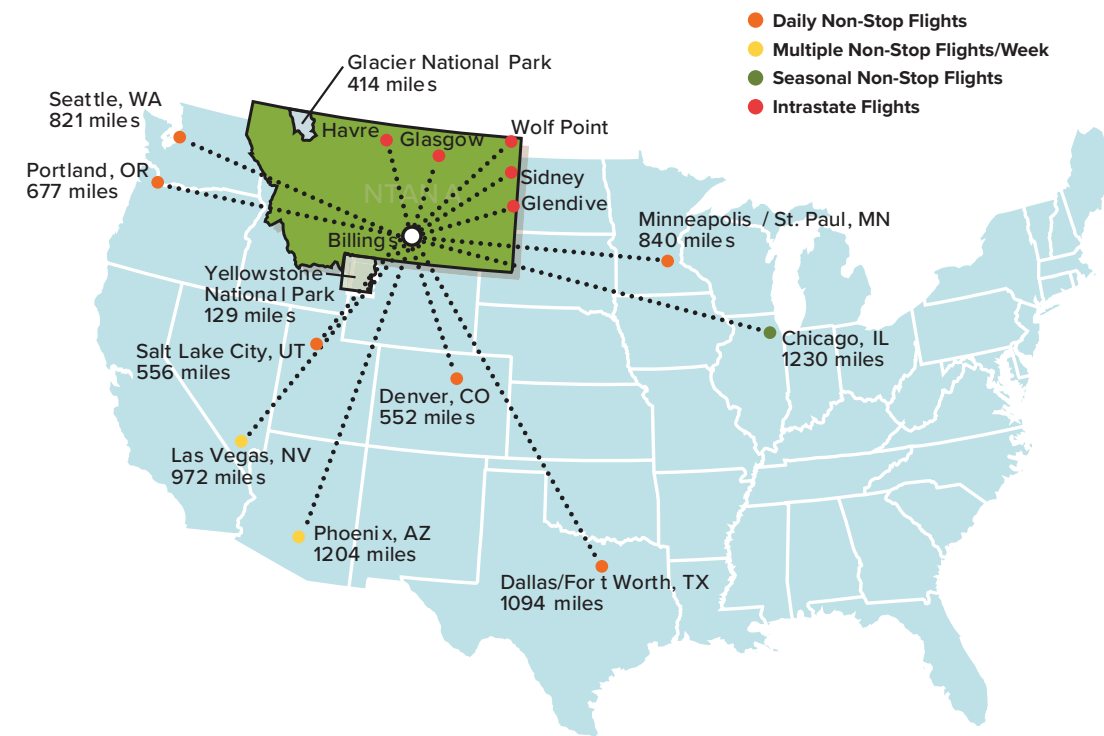 Daily Non-Stop Flights
Multiple Non-Stop Flights/Week
Seasonal Non-Stop Flights
Intrastate Flights
Glacier National Park
414 miles
Seattle, WA
821 miles
Portland, OR
677 miles
Havre
Glasgow
Wolf Point
Sidney
Glendive
NTANA
Billings
Minneapolis / St. Paul, MN
840 miles
Yellowstone
National Park
129 miles
Salt Lake City, UT
556 miles
Chicago, IL
1230 miles
Denver, CO
552 miles
Las Vegas, NV
972 miles
Phoenix, AZ
1204 miles
Dallas/Fort Worth, TX
1094 miles